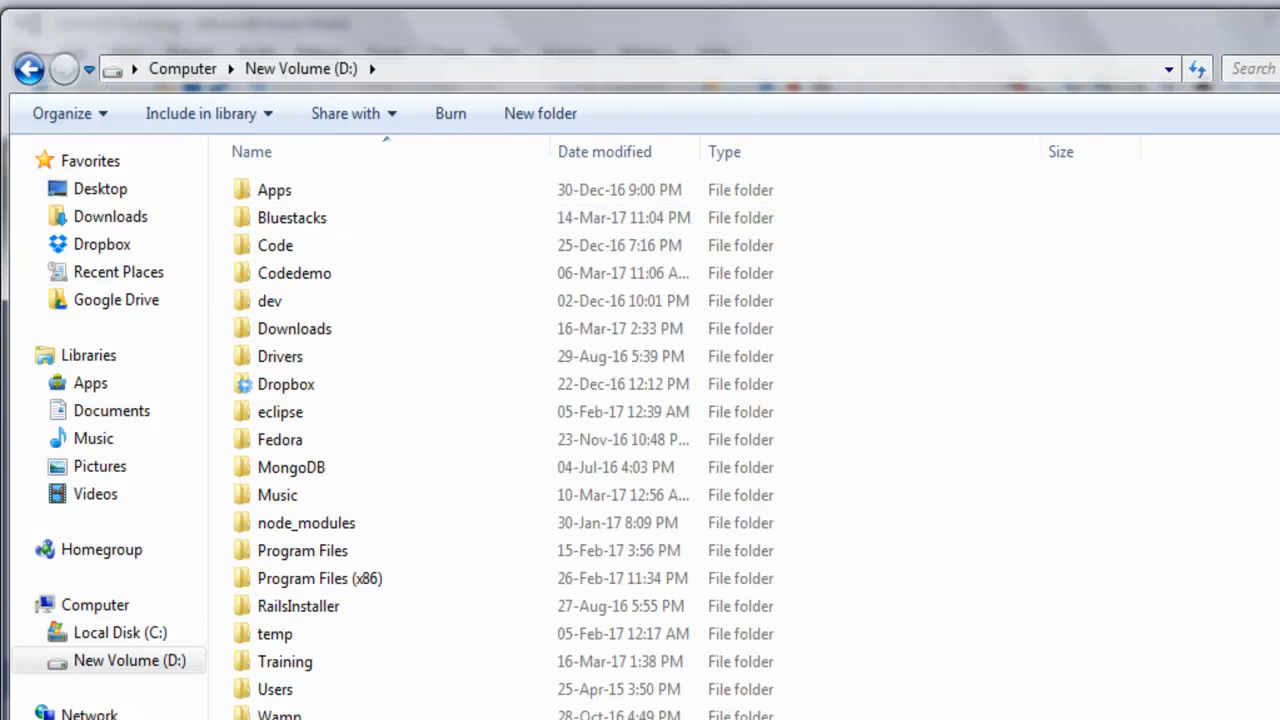 Computer New Volume (D:) Search
Organize Include in library Share with Burn New folder
Name Date modified Type Size
Favorites
Desktop
Downloads
Dropbox
Recent Places
Google Drive
Libraries
Apps
Documents
Music
Pictures
Videos
Homegroup
Computer
Local Disk (C:)
New Volume (D:)
Network
Apps 30-Dec-16 9:00 PM File folder
Bluestacks 14-Mar-17 11:04 PM File folder
Code 25-Dec-16 7:16 PM File folder
Codedemo 06-Mar-17 11:06 A... File folder
dev 02-Dec-16 10:01 PM File folder
Downloads 16-Mar-17 2:33 PM File folder
Drivers 29-Aug-16 5:39 PM File folder
Dropbox 22-Dec-16 12:12 PM File folder
eclipse 05-Feb-17 12:39 AM File folder
Fedora 23-Nov-16 10:48 P... File folder
MongoDB 04-Jul-16 4:03 PM File folder
Music 10-Mar-17 12:56 A... File folder
node_modules 30-Jan-17 8:09 PM File folder
Program Files 15-Feb-17 3:56 PM File folder
Program Files (x86) 26-Feb-17 11:34 PM File folder
RailsInstaller 27-Aug-16 5:55 PM File folder
temp 05-Feb-17 12:17 AM File folder
Training 16-Mar-17 1:38 PM File folder
Users 25-Apr-15 3:50 PM File folder
Wamp 28-Oct-16 4:49 PM File folder